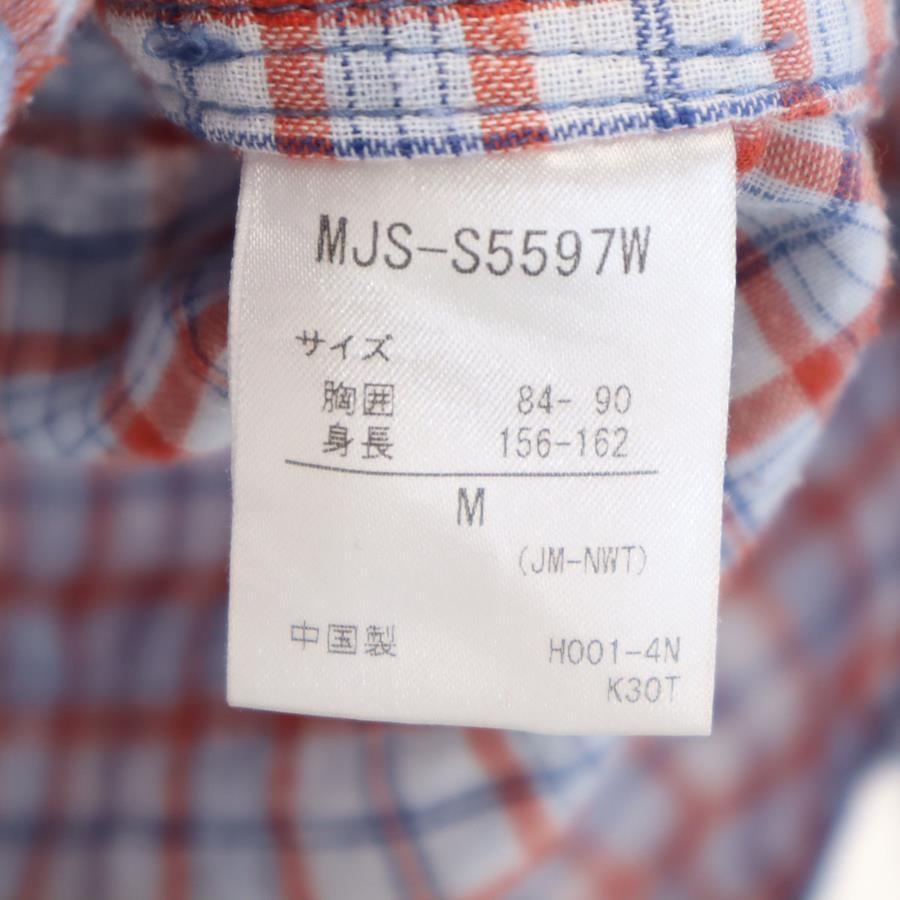 MJS-S5597W
サイズ
胸囲 84- 90
身長 156-162
M
(JM-NWT)
中国製 H001-4N
K30T